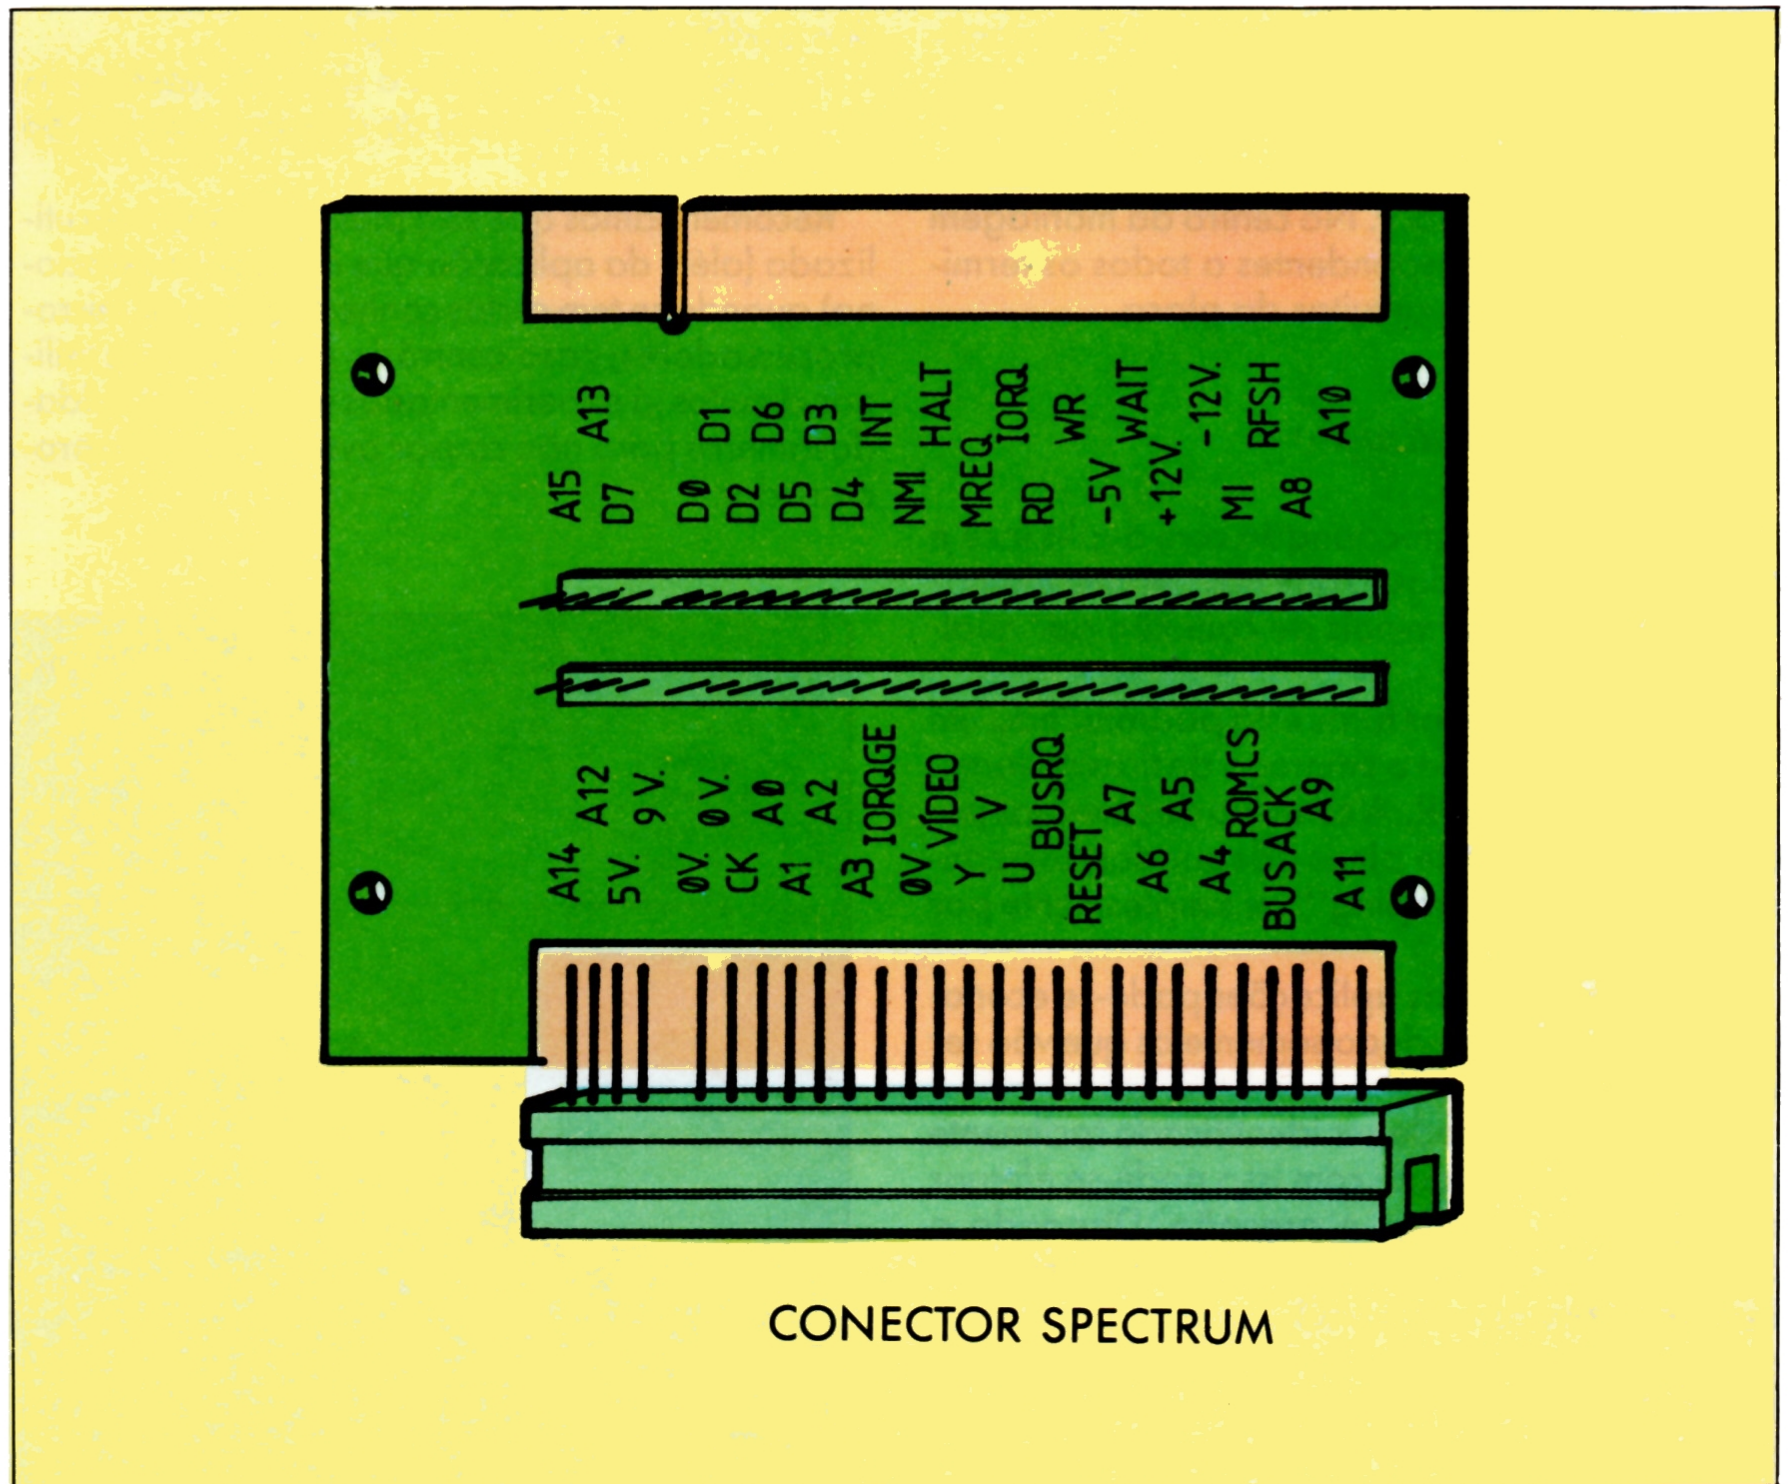 A15
A13
D7
D0
D1
D2
D6
D5
D3
D4
INT
NMI
HALT
MREQ
IORQ
RD
WR
-5V
WAIT
+12V.
-12V.
MI
RFSH
A8
A10
A14
A12
5V.
9V.
0V.
0V.
CK
A0
A1
A2
A3
IORQGE
0V
VÍDEO
Y
V
U
BUSRQ
RESET
A7
A6
A5
A4
ROMCS
BUSACK
A9
A11
CONECTOR SPECTRUM